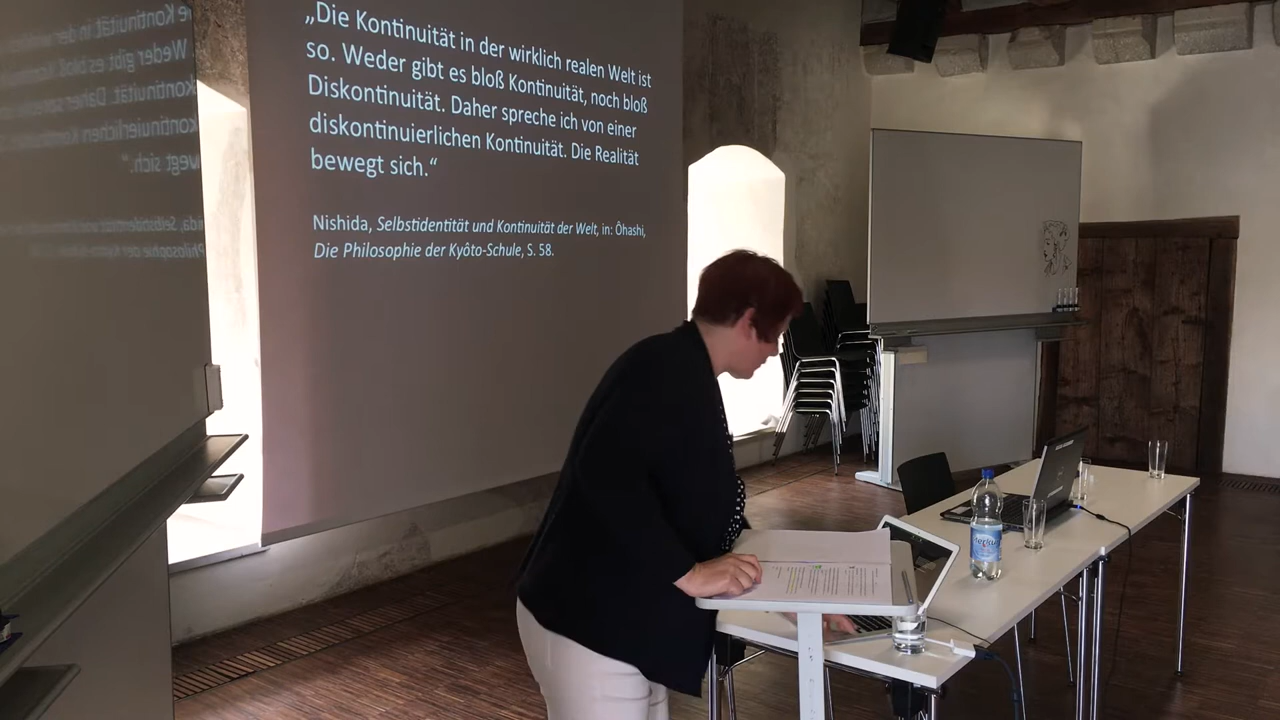 „Die Kontinuität in der wirklich realen Welt ist
so. Weder gibt es bloß Kontinuität, noch bloß
Diskontinuität. Daher spreche ich von einer
diskontinuierlichen Kontinuität. Die Realität
bewegt sich.“
Nishida, Selbstidentität und Kontinuität der Welt, in: Ôhashi,
Die Philosophie der Kyôto-Schule, S. 58.